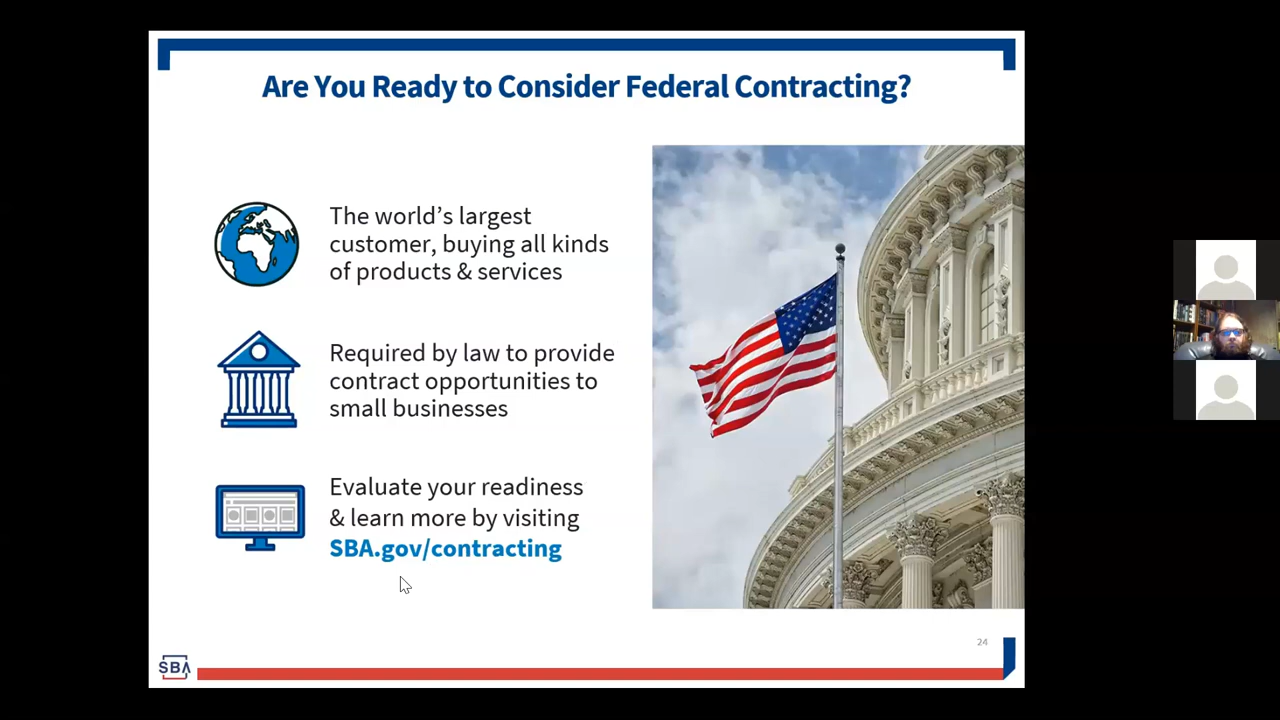 Are You Ready to Consider Federal Contracting?
The world’s largest
customer, buying all kinds
of products & services
Required by law to provide
contract opportunities to
small businesses
Evaluate your readiness
& learn more by visiting
SBA.gov/contracting
24
SBA